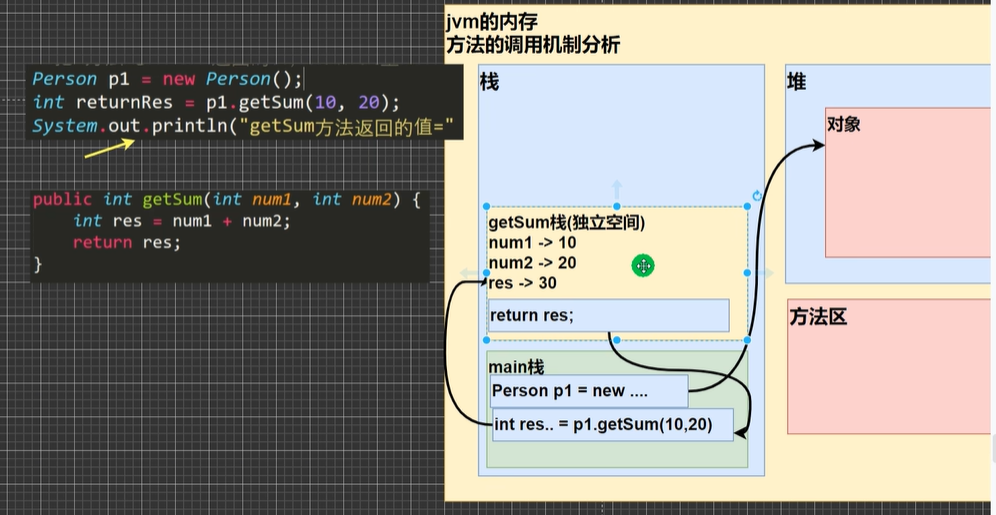 Person p1 = new Person();
int returnRes = p1.getSum(10, 20);
System.out.println("getSum方法返回的值="
public int getSum(int num1, int num2) {
int res = num1 + num2;
return res;
}
jvm的内存
方法的调用机制分析
栈
getSum栈(独立空间)
num1 -> 10
num2 -> 20
res -> 30
return res;
main栈
Person p1 = new ....
int res.. = p1.getSum(10,20)
堆
对象
方法区